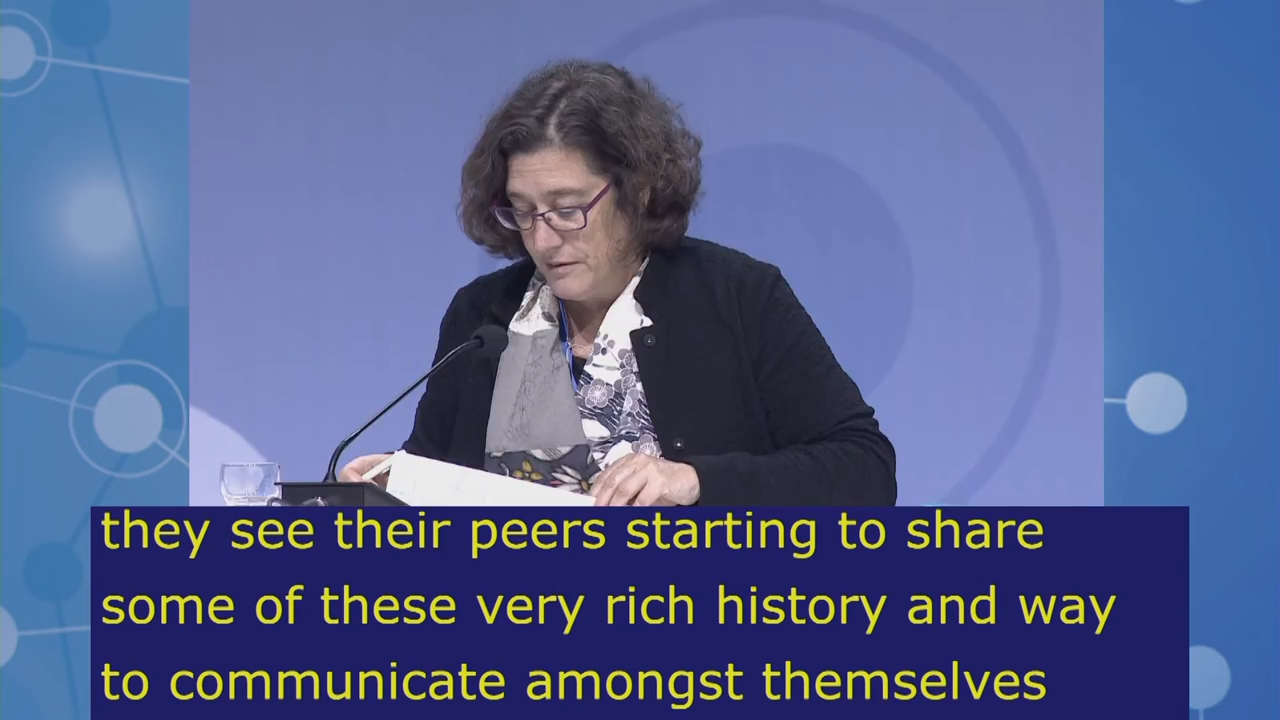 they see their peers starting to share
some of these very rich history and way
to communicate amongst themselves